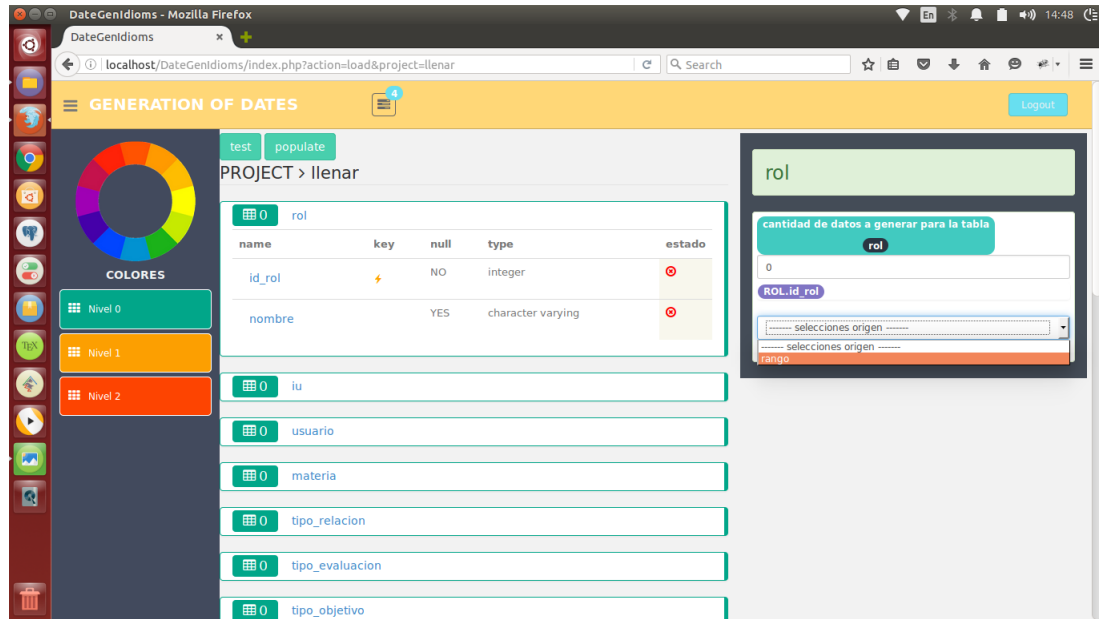 DateGenIdioms - Mozilla Firefox
En
14:48
DateGenIdioms
localhost/DateGenIdioms/index.php?action=load&project=llenar
Search
GENERATION OF DATES
4
Logout
COLORES
Nivel 0
Nivel 1
Nivel 2
test
populate
PROJECT > llenar
0 rol
name key null type estado
id_rol NO integer
nombre YES character varying
0 iu
0 usuario
0 materia
0 tipo_relacion
0 tipo_evaluacion
0 tipo_objetivo
rol
cantidad de datos a generar para la tabla
rol
0
ROL.id_rol
------- selecciones origen -------
------- selecciones origen -------
rango
TEX